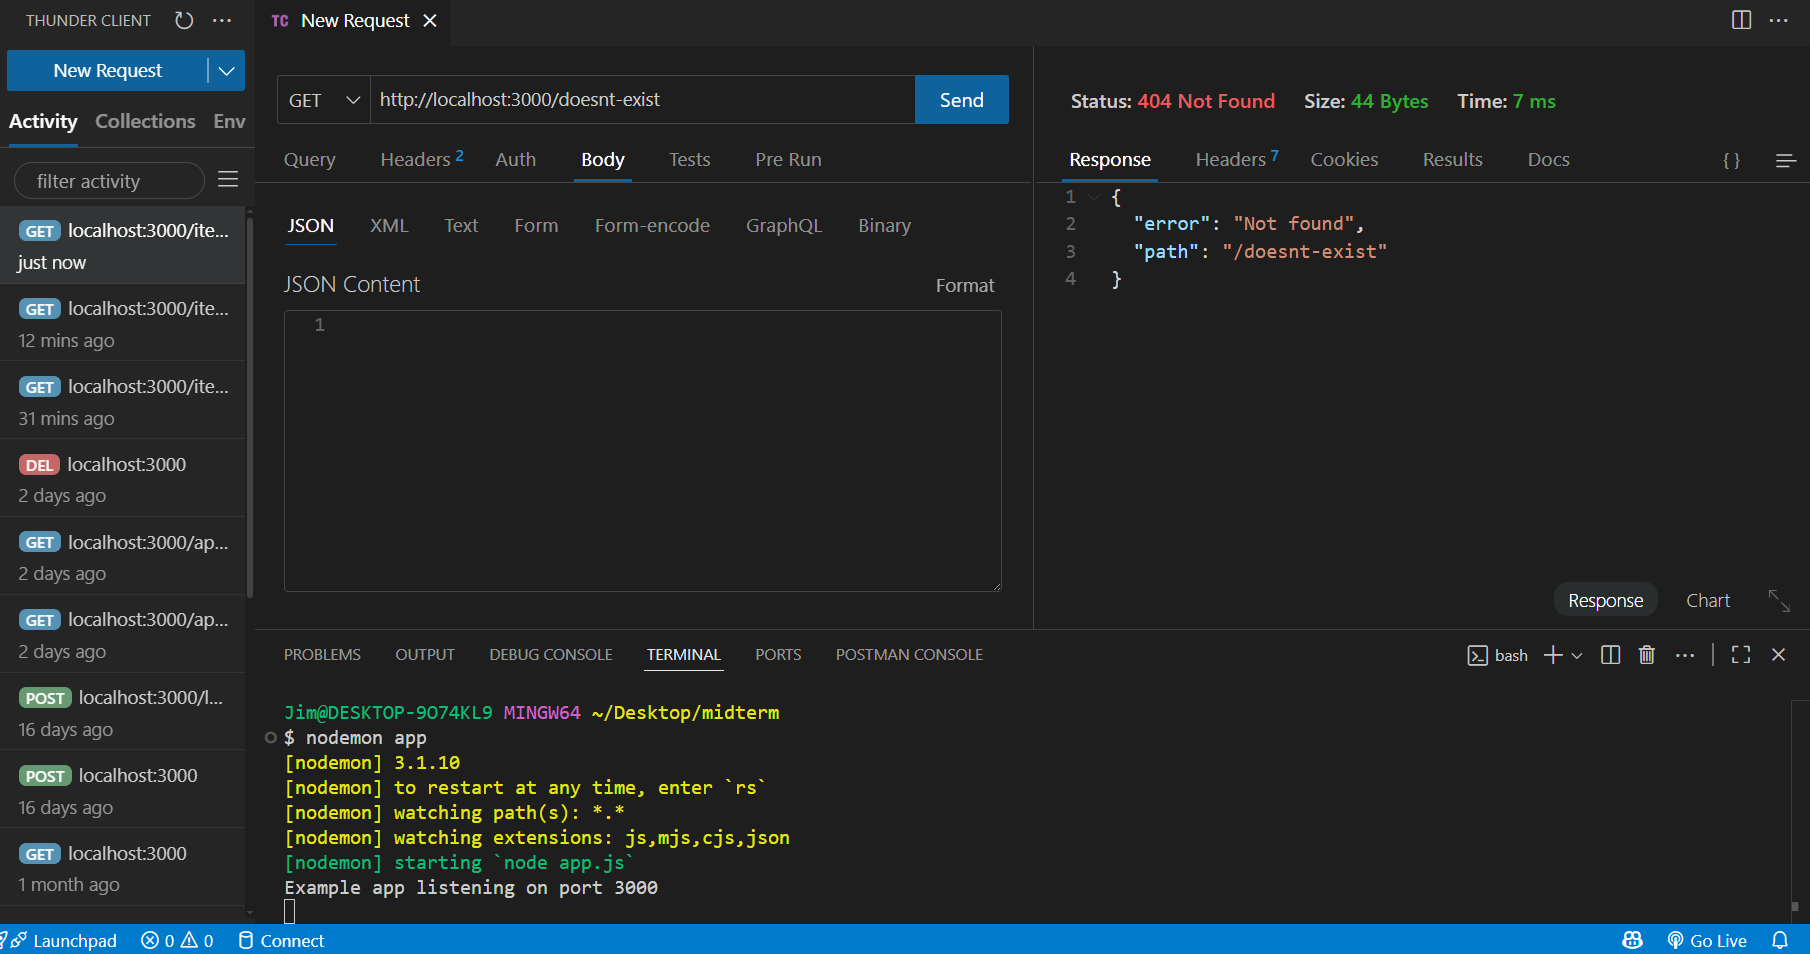 THUNDER CLIENT
New Request
Activity Collections Env
filter activity
GET localhost:3000/ite...
just now
GET localhost:3000/ite...
12 mins ago
GET localhost:3000/ite...
31 mins ago
DEL localhost:3000
2 days ago
GET localhost:3000/ap...
2 days ago
GET localhost:3000/ap...
2 days ago
POST localhost:3000/l...
16 days ago
POST localhost:3000
16 days ago
GET localhost:3000
1 month ago
TC New Request
GET http://localhost:3000/doesnt-exist Send
Query Headers 2 Auth Body Tests Pre Run
JSON XML Text Form Form-encode GraphQL Binary
JSON Content Format
1
Status: 404 Not Found Size: 44 Bytes Time: 7 ms
Response Headers 7 Cookies Results Docs { }
1 {
2 "error": "Not found",
3 "path": "/doesnt-exist"
4 }
Response Chart
PROBLEMS OUTPUT DEBUG CONSOLE TERMINAL PORTS POSTMAN CONSOLE bash
Jim@DESKTOP-9O74KL9 MINGW64 ~/Desktop/midterm
$ nodemon app
[nodemon] 3.1.10
[nodemon] to restart at any time, enter `rs`
[nodemon] watching path(s): *.*
[nodemon] watching extensions: js,mjs,cjs,json
[nodemon] starting `node app.js`
Example app listening on port 3000
Launchpad 0 0 Connect Go Live